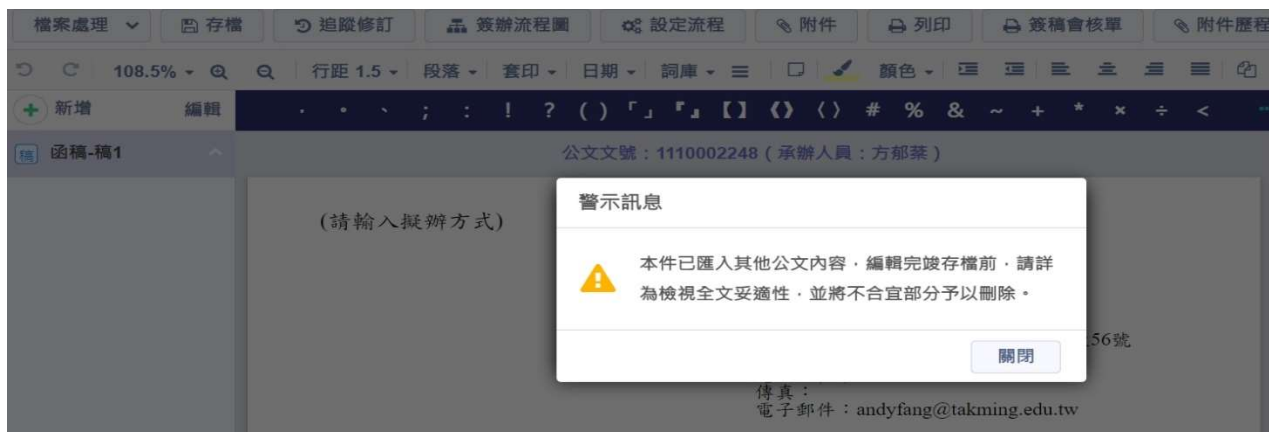 檔案處理 存檔 追蹤修訂 簽辦流程圖 設定流程 附件 列印 簽稿會核單 附件歷程
108.5% 行距 1.5 段落 套印 日期 詞庫 顏色
新增 編輯 · • 、 ; : ! ? ( ) 「」 『』 【】 《》 〈〉 # % & ~ + * × ÷ <
稿 函稿-稿1
公文文號:1110002248 ( 承辦人員:方郁棻 )
(請輸入擬辦方式)
警示訊息
本件已匯入其他公文內容,編輯完竣存檔前,請詳
為檢視全文妥適性,並將不合宜部分予以刪除。
關閉
56號
傳真:
電子郵件:andyfang@takming.edu.tw